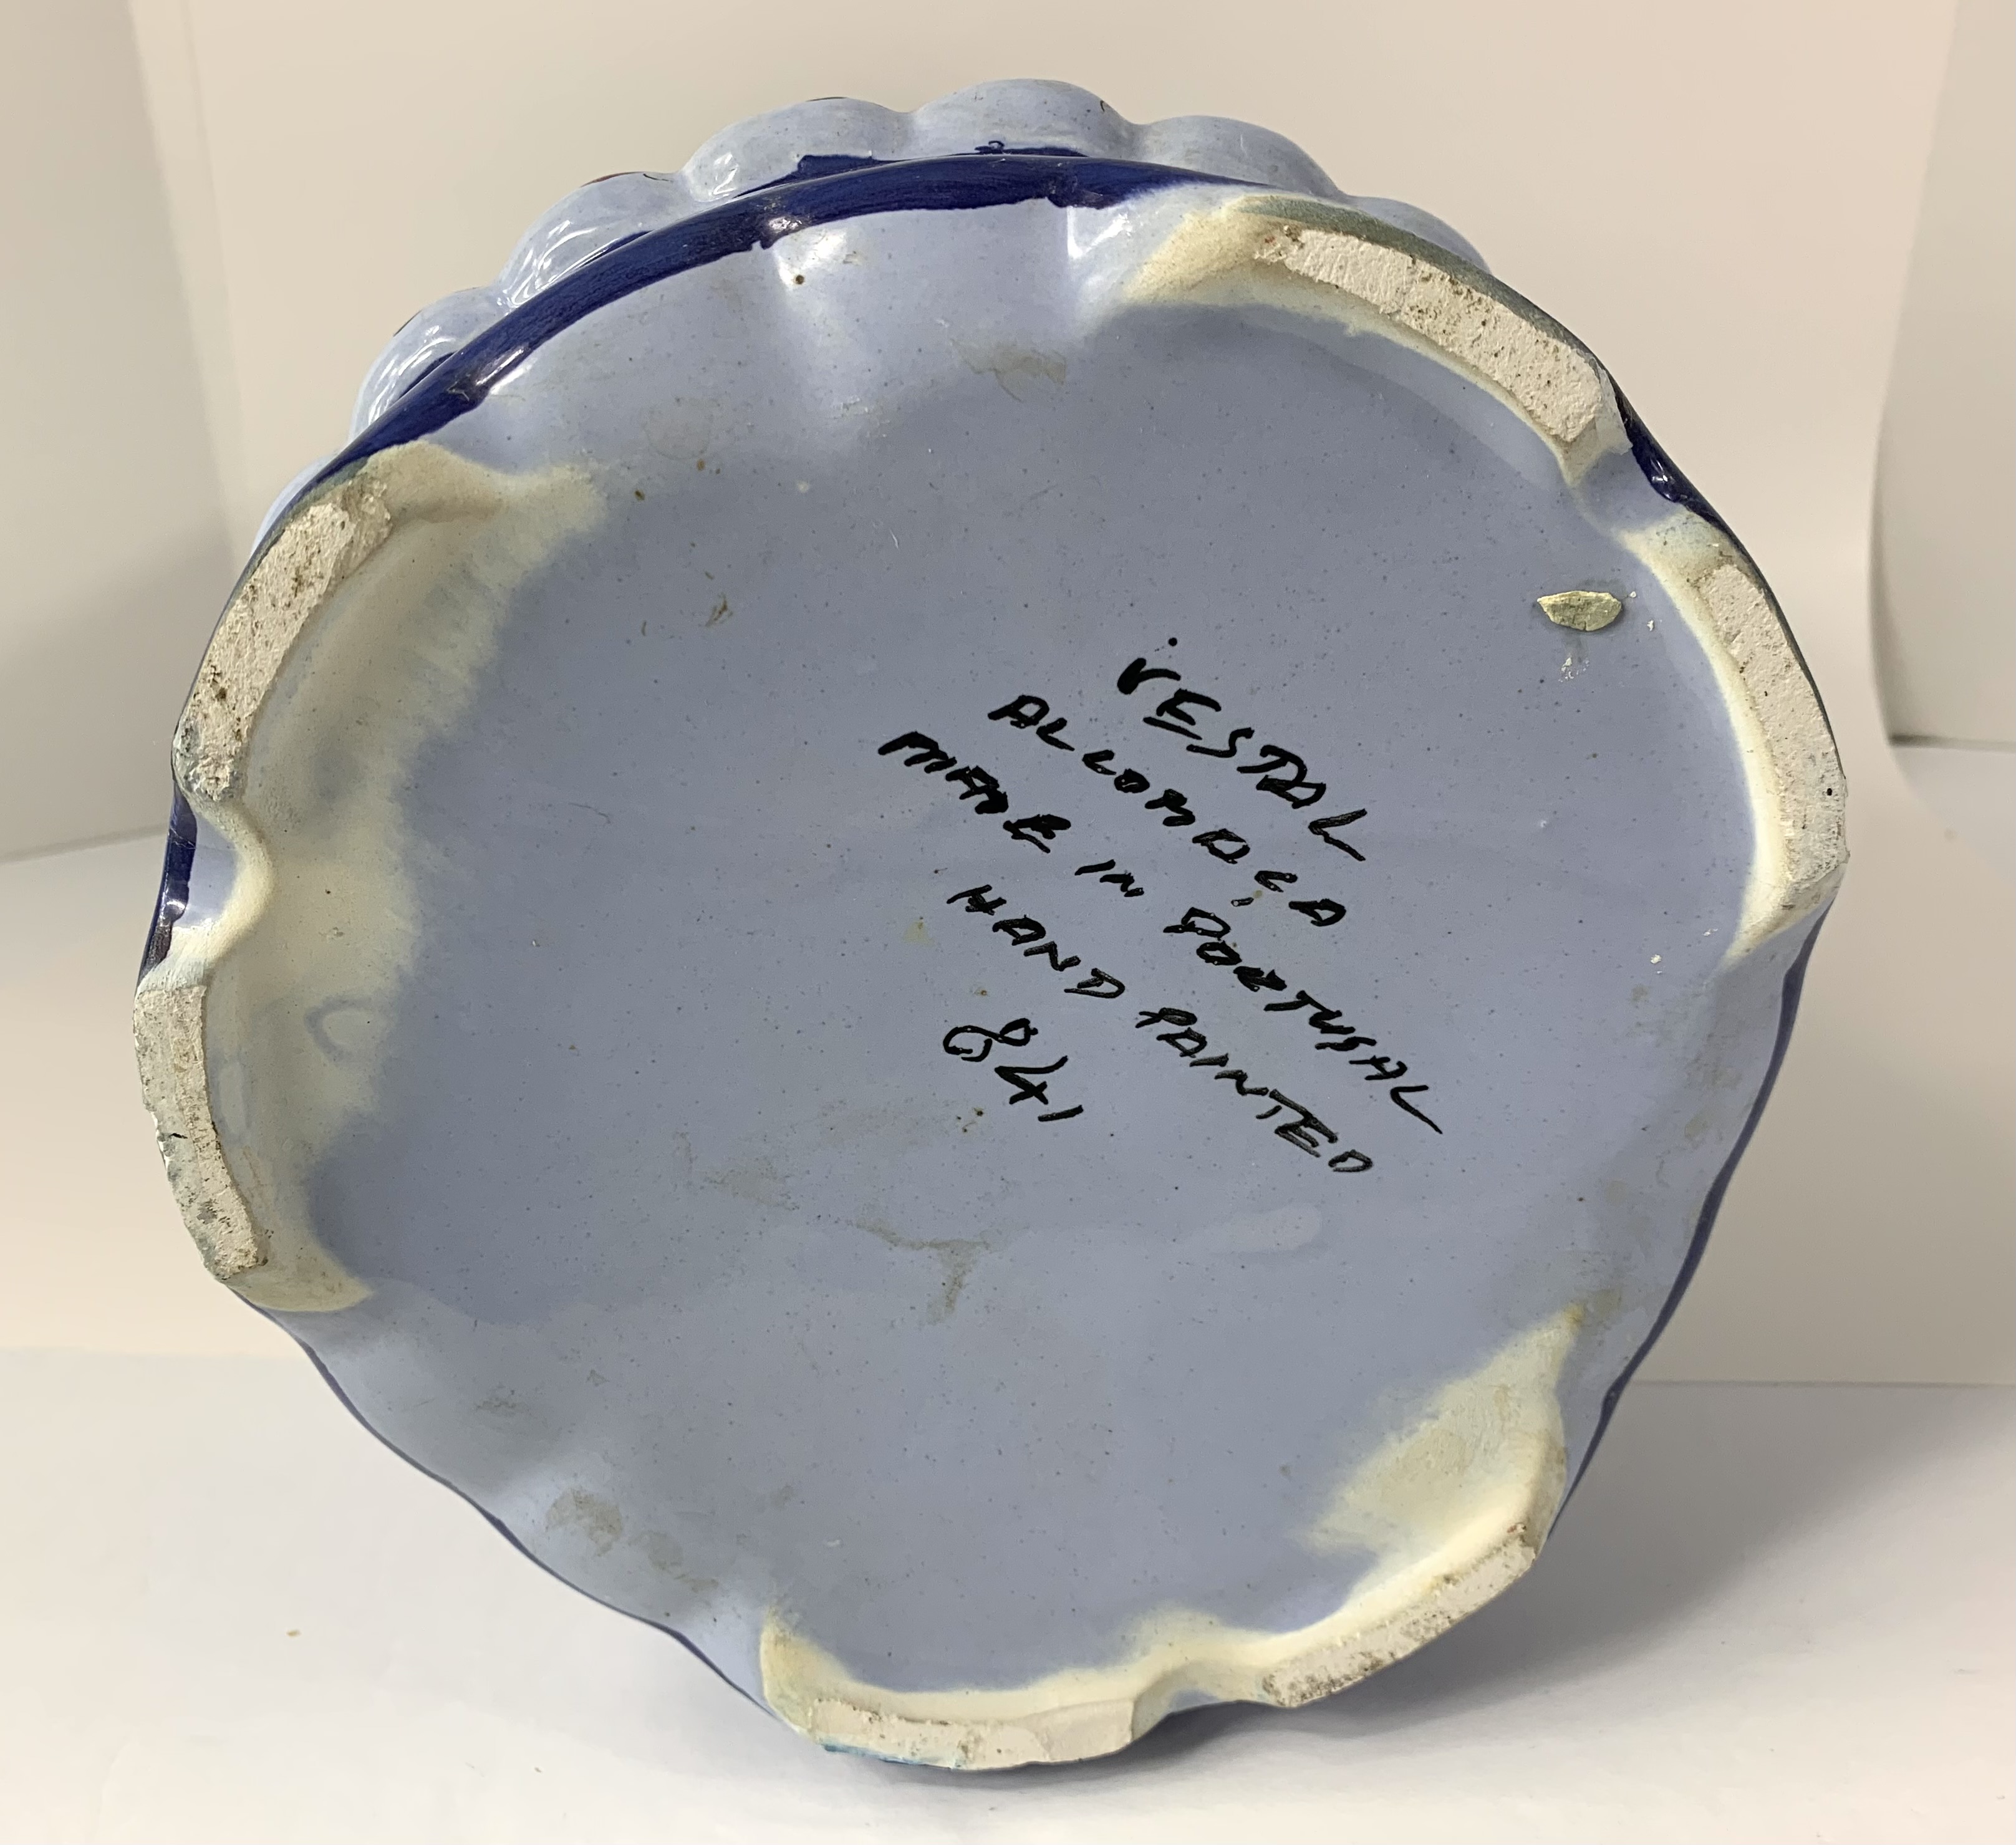 VESTAL
ALCOBAÇA
MADE IN PORTUGAL
HAND PAINTED
841